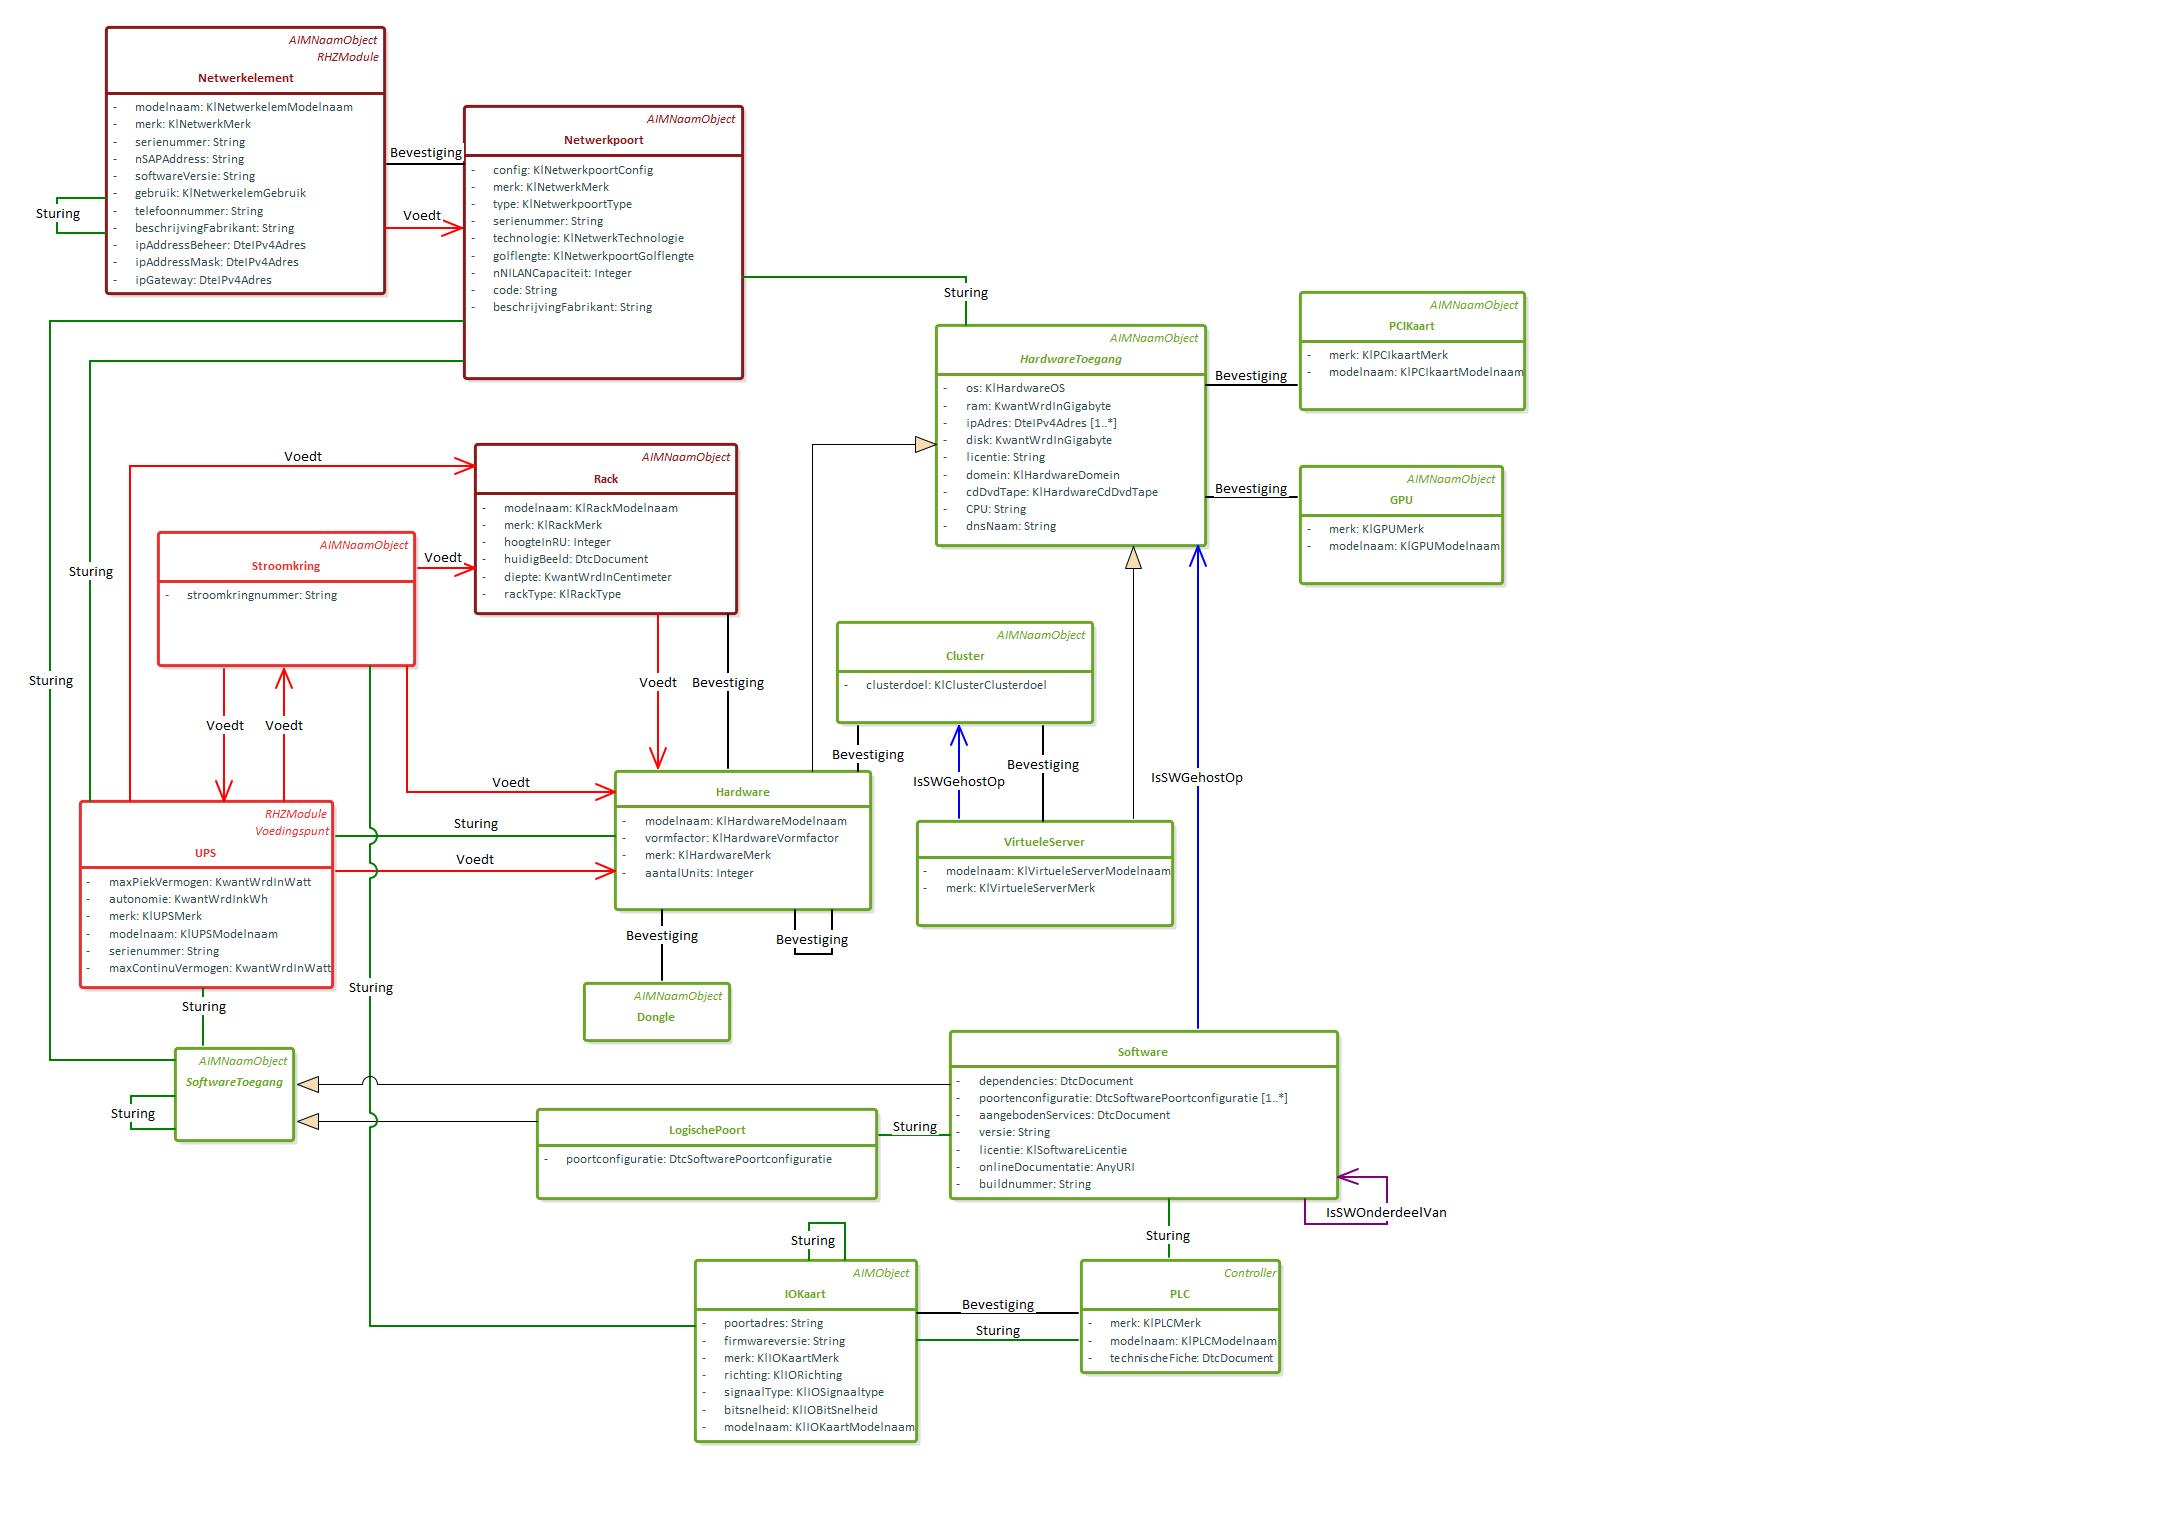 AIMNaamObject
RHZModule
Netwerkelement
- modelnaam: KlNetwerkelemModelnaam
- merk: KlNetwerkMerk
- serienummer: String
- nSAPAddress: String
- softwareVersie: String
- gebruik: KlNetwerkelemGebruik
- telefoonnummer: String
- beschrijvingFabrikant: String
- ipAddressBeheer: DteIPv4Adres
- ipAddressMask: DteIPv4Adres
- ipGateway: DteIPv4Adres
Sturing
Bevestiging
Voedt
AIMNaamObject
Netwerkpoort
- config: KlNetwerkpoortConfig
- merk: KlNetwerkMerk
- type: KlNetwerkpoortType
- serienummer: String
- technologie: KlNetwerkTechnologie
- golflengte: KlNetwerkpoortGolflengte
- nNILANCapaciteit: Integer
- code: String
- beschrijvingFabrikant: String
Sturing
AIMNaamObject
HardwareToegang
- os: KlHardwareOS
- ram: KwantWrdInGigabyte
- ipAdres: DteIPv4Adres [1..*]
- disk: KwantWrdInGigabyte
- licentie: String
- domein: KlHardwareDomein
- cdDvdTape: KlHardwareCdDvdTape
- CPU: String
- dnsNaam: String
Bevestiging
AIMNaamObject
PCIKaart
- merk: KlPCIkaartMerk
- modelnaam: KlPCIkaartModelnaam
Bevestiging
AIMNaamObject
GPU
- merk: KlGPUMerk
- modelnaam: KlGPUModelnaam
Voedt
AIMNaamObject
Rack
- modelnaam: KlRackModelnaam
- merk: KlRackMerk
- hoogteInRU: Integer
- huidigBeeld: DtcDocument
- diepte: KwantWrdInCentimeter
- rackType: KlRackType
AIMNaamObject
Stroomkring
- stroomkringnummer: String
Voedt
Sturing
Sturing
Voedt
Voedt
Voedt
Bevestiging
AIMNaamObject
Cluster
- clusterdoel: KlClusterClusterdoel
Bevestiging
IsSWGehostOp
Bevestiging
IsSWGehostOp
Voedt
Sturing
Voedt
Hardware
- modelnaam: KlHardwareModelnaam
- vormfactor: KlHardwareVormfactor
- merk: KlHardwareMerk
- aantalUnits: Integer
VirtueleServer
- modelnaam: KlVirtueleServerModelnaam
- merk: KlVirtueleServerMerk
RHZModule
Voedingspunt
UPS
- maxPiekVermogen: KwantWrdInWatt
- autonomie: KwantWrdInkWh
- merk: KlUPSMerk
- modelnaam: KlUPSModelnaam
- serienummer: String
- maxContinuVermogen: KwantWrdInWatt
Bevestiging
Bevestiging
Sturing
Sturing
AIMNaamObject
Dongle
AIMNaamObject
SoftwareToegang
Sturing
Software
- dependencies: DtcDocument
- poortenconfiguratie: DtcSoftwarePoortconfiguratie [1..*]
- aangebodenServices: DtcDocument
- versie: String
- licentie: KlSoftwareLicentie
- onlineDocumentatie: AnyURI
- buildnummer: String
LogischePoort
- poortconfiguratie: DtcSoftwarePoortconfiguratie
Sturing
IsSWOnderdeelVan
Sturing
Sturing
AIMObject
IOKaart
- poortadres: String
- firmwareversie: String
- merk: KlIOKaartMerk
- richting: KlIORichting
- signaalType: KlIOSignaaltype
- bitsnelheid: KlIOBitSnelheid
- modelnaam: KlIOKaartModelnaam
Bevestiging
Sturing
Controller
PLC
- merk: KlPLCMerk
- modelnaam: KlPLCModelnaam
- technischeFiche: DtcDocument